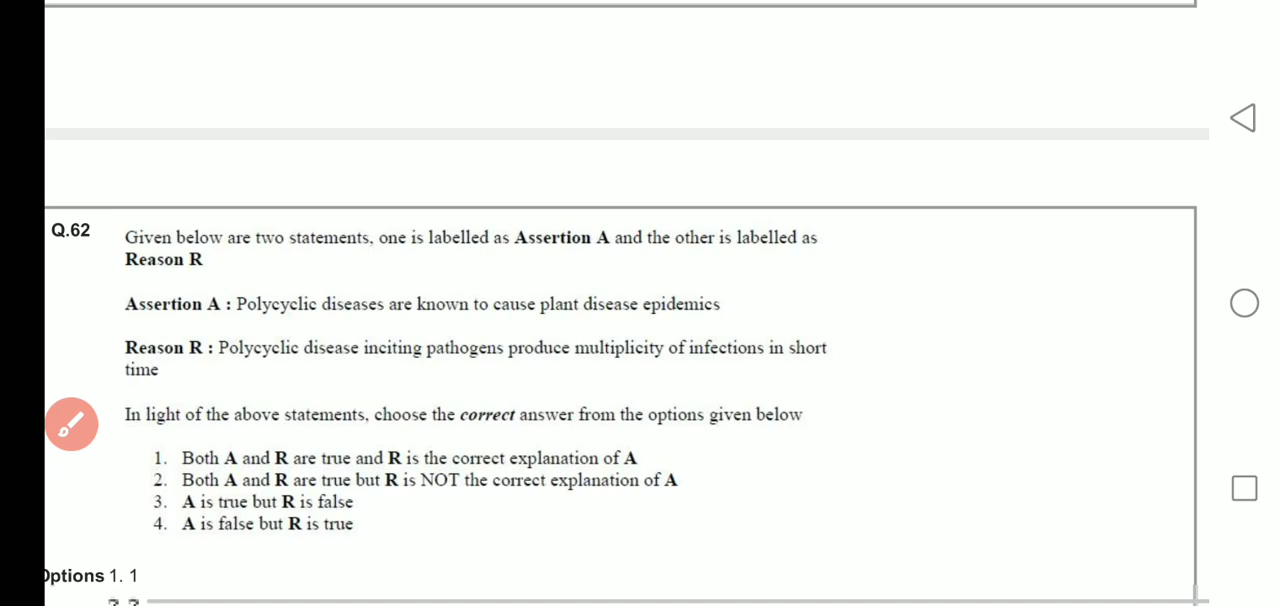 Q.62
Given below are two statements, one is labelled as Assertion A and the other is labelled as
Reason R
Assertion A : Polycyclic diseases are known to cause plant disease epidemics
Reason R : Polycyclic disease inciting pathogens produce multiplicity of infections in short
time
In light of the above statements, choose the correct answer from the options given below
1. Both A and R are true and R is the correct explanation of A
2. Both A and R are true but R is NOT the correct explanation of A
3. A is true but R is false
4. A is false but R is true
Options 1. 1